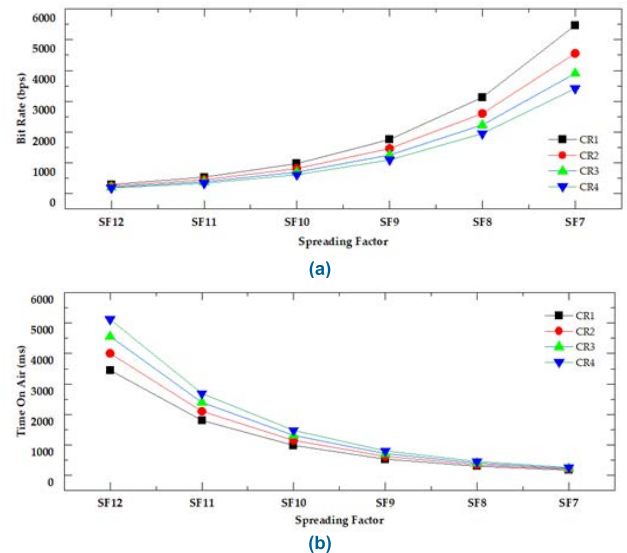 6000
5000
4000
3000
2000
1000
0
Bit Rate (bps)
CR1
CR2
CR3
CR4
SF12 SF11 SF10 SF9 SF8 SF7
Spreading Factor
(a)
6000
5000
4000
3000
2000
1000
0
Time On Air (ms)
CR1
CR2
CR3
CR4
SF12 SF11 SF10 SF9 SF8 SF7
Spreading Factor
(b)